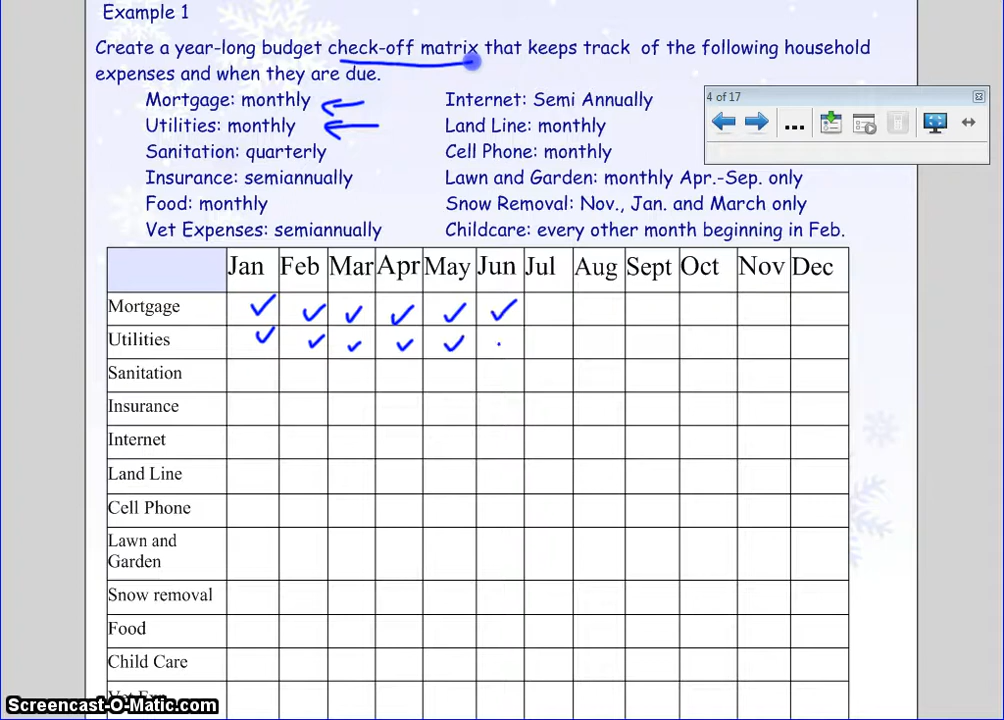 Example 1
Create a year-long budget check-off matrix that keeps track of the following household
expenses and when they are due.
Mortgage: monthly
Utilities: monthly
Sanitation: quarterly
Insurance: semiannually
Food: monthly
Vet Expenses: semiannually
Internet: Semi Annually
Land Line: monthly
Cell Phone: monthly
Lawn and Garden: monthly Apr.-Sep. only
Snow Removal: Nov., Jan. and March only
Childcare: every other month beginning in Feb.
4 of 17
Jan Feb Mar Apr May Jun Jul Aug Sept Oct Nov Dec
Mortgage
Utilities
Sanitation
Insurance
Internet
Land Line
Cell Phone
Lawn and
Garden
Snow removal
Food
Child Care
Screencast-O-Matic.com